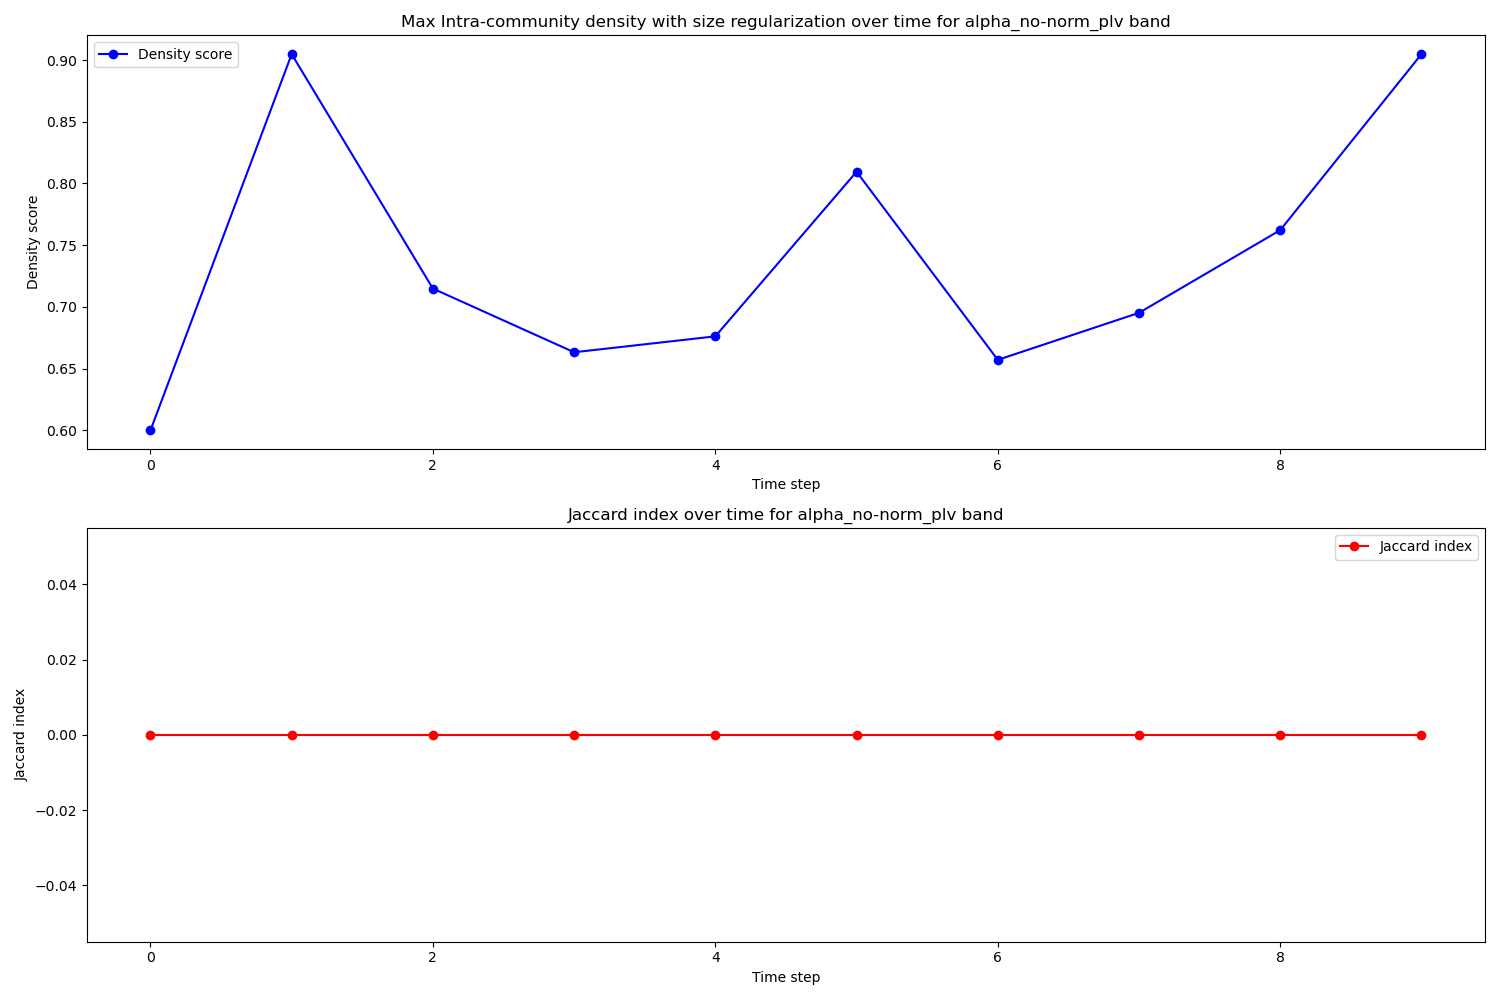 Max Intra-community density with size regularization over time for alpha_no-norm_plv band
Density score
0.90
0.85
0.80
0.75
0.70
0.65
0.60
Density score
0 2 4 6 8
Time step
Jaccard index over time for alpha_no-norm_plv band
Jaccard index
0.04
0.02
0.00
−0.02
−0.04
Jaccard index
0 2 4 6 8
Time step